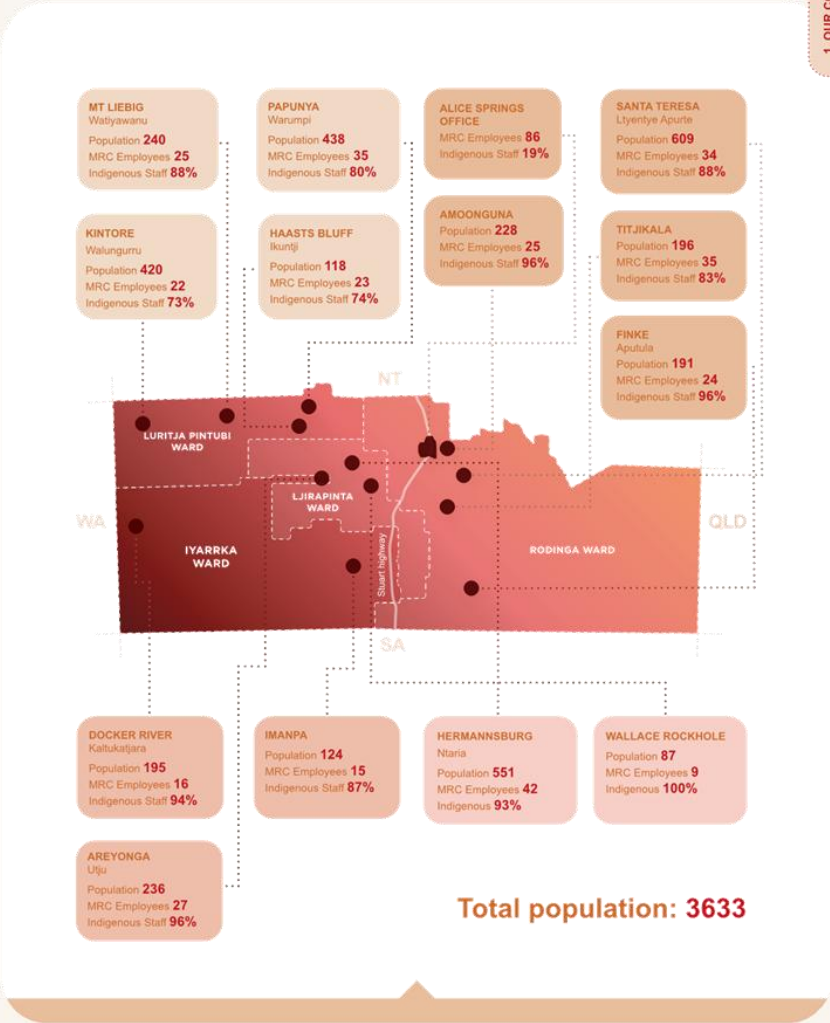 1. OUR C
MT LIEBIG
Watiyawanu
Population 240
MRC Employees 25
Indigenous Staff 88%
PAPUNYA
Warumpi
Population 438
MRC Employees 35
Indigenous Staff 80%
ALICE SPRINGS
OFFICE
MRC Employees 86
Indigenous Staff 19%
SANTA TERESA
Ltyentye Apurte
Population 609
MRC Employees 34
Indigenous Staff 88%
KINTORE
Walungurru
Population 420
MRC Employees 22
Indigenous Staff 73%
HAASTS BLUFF
Ikuntji
Population 118
MRC Employees 23
Indigenous Staff 74%
AMOONGUNA
Population 228
MRC Employees 25
Indigenous Staff 96%
TITJIKALA
Population 196
MRC Employees 35
Indigenous Staff 83%
FINKE
Aputula
Population 191
MRC Employees 24
Indigenous Staff 96%
NT
LURITJA PINTUBI
WARD
LJIRAPINTA
WARD
WA
IYARRKA
WARD
Stuart highway
RODINGA WARD
QLD
SA
DOCKER RIVER
Kaltukatjara
Population 195
MRC Employees 16
Indigenous Staff 94%
IMANPA
Population 124
MRC Employees 15
Indigenous Staff 87%
HERMANNSBURG
Ntaria
Population 551
MRC Employees 42
Indigenous 93%
WALLACE ROCKHOLE
Population 87
MRC Employees 9
Indigenous 100%
AREYONGA
Utju
Population 236
MRC Employees 27
Indigenous Staff 96%
Total population: 3633